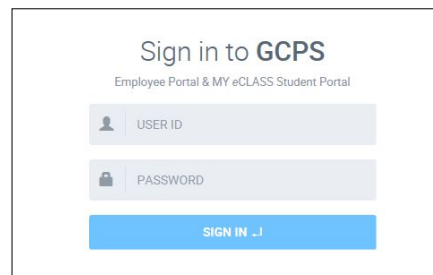 Sign in to GCPS
Employee Portal & MY eCLASS Student Portal
USER ID
PASSWORD
SIGN IN